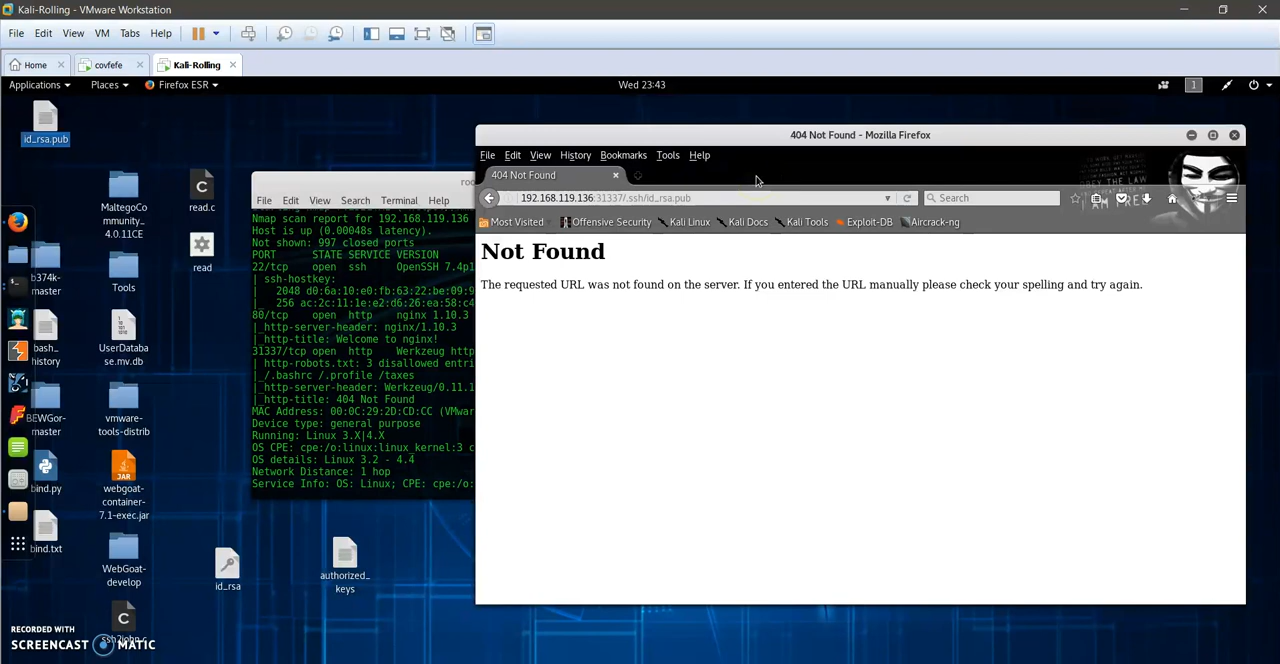 Kali-Rolling - VMware Workstation
File Edit View VM Tabs Help
Home covfefe Kali-Rolling
Applications Places Firefox ESR Wed 23:43 1
id_rsa.pub
MaltegoCo
mmunity_
4.0.11CE
read.c
b374k-
master
Tools
read
bash_
history
UserDataba
se.mv.db
BEWGor-
master
vmware-
tools-distrib
bind.py
JAR
webgoat-
container-
7.1-exec.jar
bind.txt
WebGoat-
develop
id_rsa
authorized_
keys
RECORDED WITH
SCREENCAST MATIC
File Edit View Search Terminal Help
Nmap scan report for 192.168.119.136
Host is up (0.00048s latency).
Not shown: 997 closed ports
PORT STATE SERVICE VERSION
22/tcp open ssh OpenSSH 7.4p1
| ssh-hostkey:
| 2048 d0:6a:10:e0:fb:63:22:be:09:9
|_ 256 ac:2c:11:1e:e2:d6:26:ea:58:c4
80/tcp open http nginx 1.10.3
|_http-server-header: nginx/1.10.3
|_http-title: Welcome to nginx!
31337/tcp open http Werkzeug http
| http-robots.txt: 3 disallowed entri
|_/.bashrc /.profile /taxes
|_http-server-header: Werkzeug/0.11.1
|_http-title: 404 Not Found
MAC Address: 00:0C:29:2D:CD:CC (VMwar
Device type: general purpose
Running: Linux 3.X|4.X
OS CPE: cpe:/o:linux:linux_kernel:3 c
OS details: Linux 3.2 - 4.4
Network Distance: 1 hop
Service Info: OS: Linux; CPE: cpe:/o:
404 Not Found - Mozilla Firefox
File Edit View History Bookmarks Tools Help
404 Not Found
192.168.119.136:31337/.ssh/id_rsa.pub Search
Most Visited Offensive Security Kali Linux Kali Docs Kali Tools Exploit-DB Aircrack-ng
Not Found
The requested URL was not found on the server. If you entered the URL manually please check your spelling and try again.